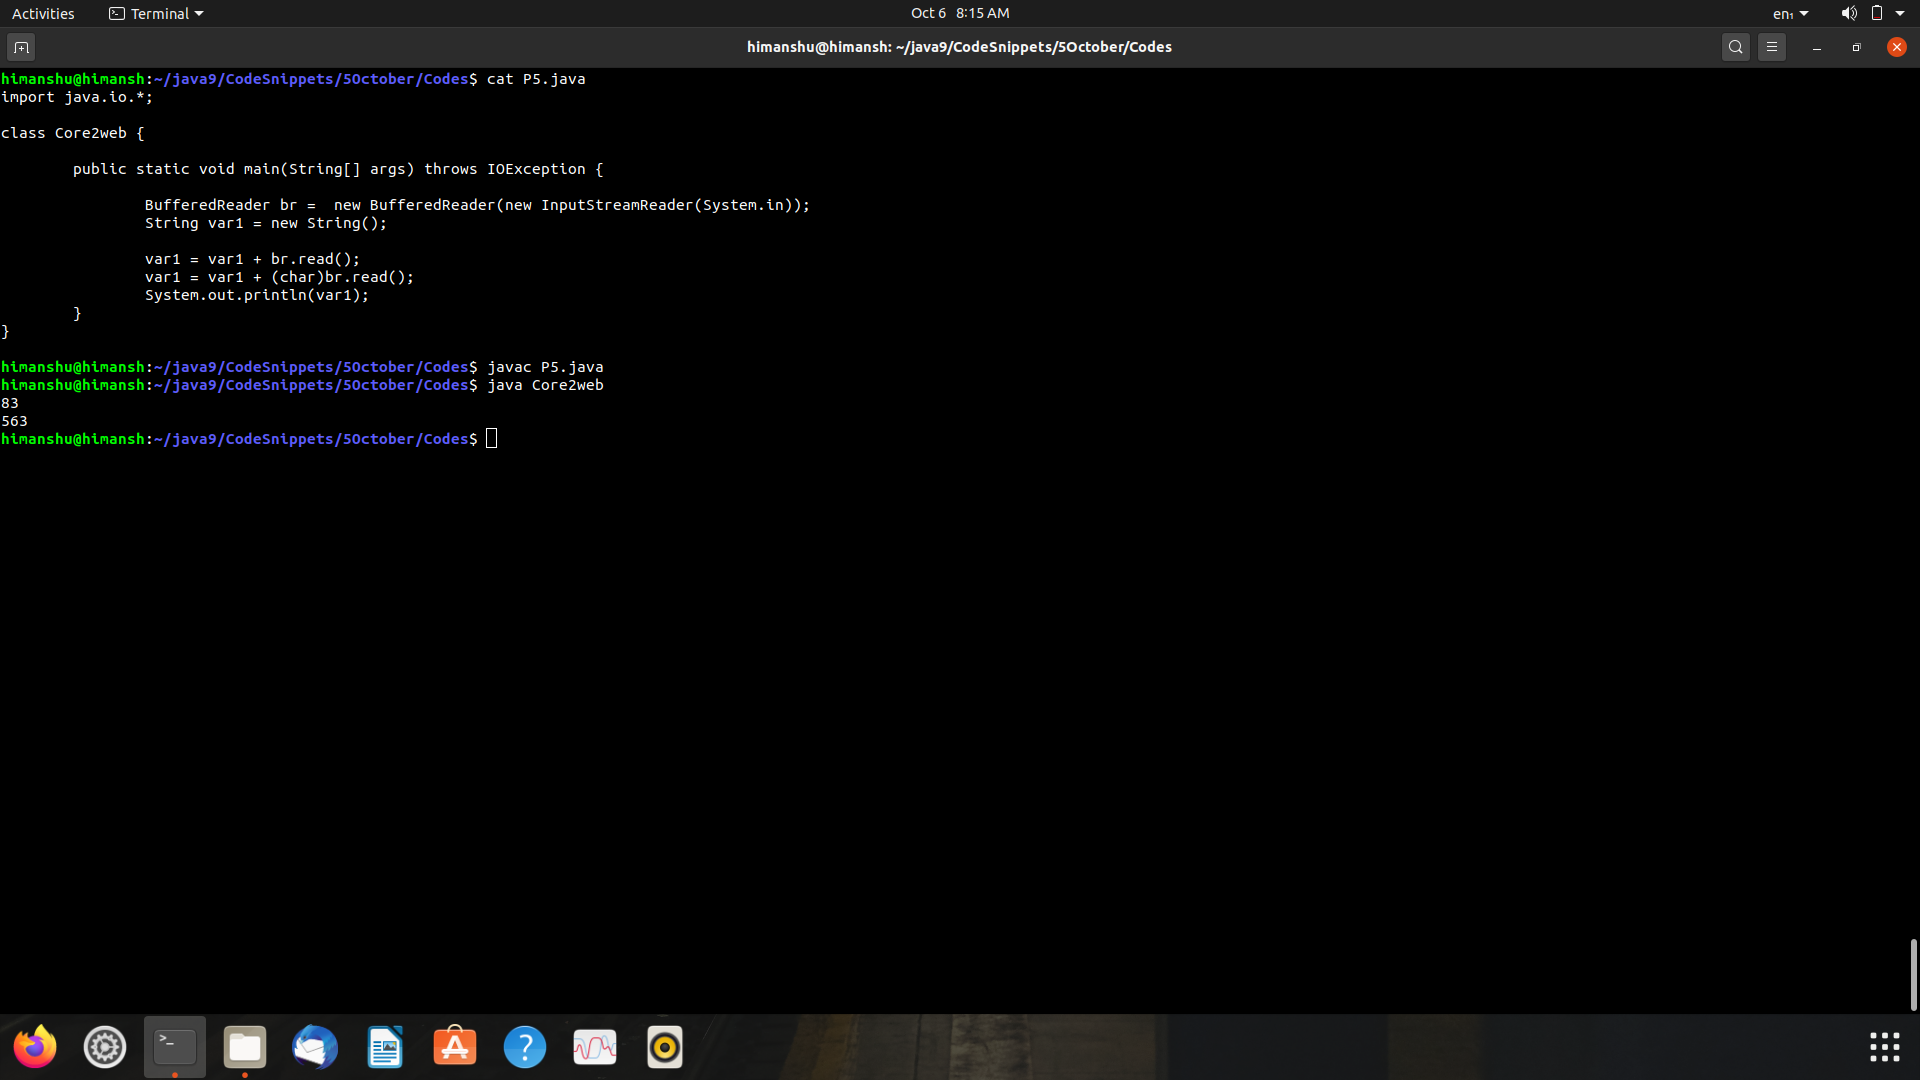 Activities
Terminal
Oct 6 8:15 AM
en₁
himanshu@himansh: ~/java9/CodeSnippets/5October/Codes
himanshu@himansh:~/java9/CodeSnippets/5October/Codes$ cat P5.java
import java.io.*;
class Core2web {
public static void main(String[] args) throws IOException {
BufferedReader br =  new BufferedReader(new InputStreamReader(System.in));
String var1 = new String();
var1 = var1 + br.read();
var1 = var1 + (char)br.read();
System.out.println(var1);
}
}
himanshu@himansh:~/java9/CodeSnippets/5October/Codes$ javac P5.java
himanshu@himansh:~/java9/CodeSnippets/5October/Codes$ java Core2web
83
563
himanshu@himansh:~/java9/CodeSnippets/5October/Codes$